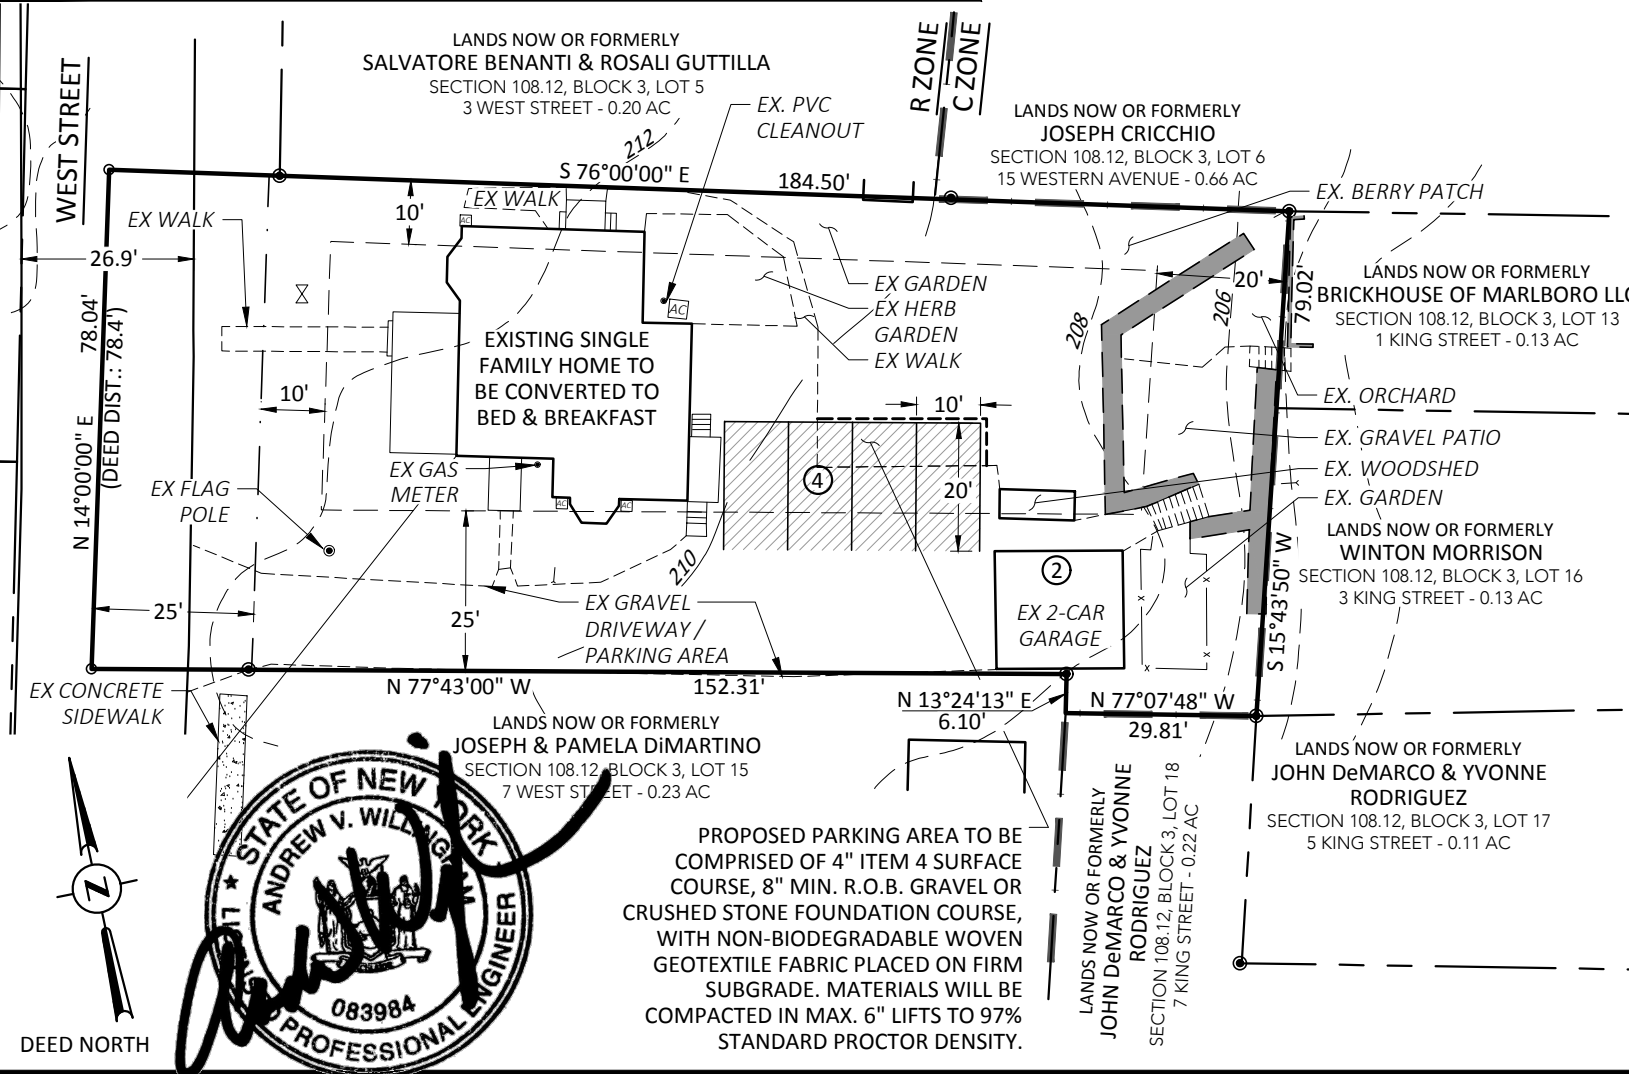 LANDS NOW OR FORMERLY
SALVATORE BENANTI & ROSALI GUTTILLA
SECTION 108.12, BLOCK 3, LOT 5
3 WEST STREET - 0.20 AC
WEST STREET
R ZONE
C ZONE
EX. PVC
CLEANOUT
212
LANDS NOW OR FORMERLY
JOSEPH CRICCHIO
SECTION 108.12, BLOCK 3, LOT 6
15 WESTERN AVENUE - 0.66 AC
S 76°00'00" E
184.50'
EX. BERRY PATCH
EX WALK
EX WALK
10'
AC
26.9'
20'
79.02'
LANDS NOW OR FORMERLY
BRICKHOUSE OF MARLBORO LLC
SECTION 108.12, BLOCK 3, LOT 13
1 KING STREET - 0.13 AC
EX GARDEN
EX HERB
GARDEN
EX WALK
206
208
AC
EXISTING SINGLE
FAMILY HOME TO
BE CONVERTED TO
BED & BREAKFAST
N 14°00'00" E
78.04'
(DEED DIST.: 78.4')
10'
10'
EX. ORCHARD
EX. GRAVEL PATIO
EX. WOODSHED
EX. GARDEN
EX GAS
METER
EX FLAG
POLE
AC
AC
4
20'
210
LANDS NOW OR FORMERLY
WINTON MORRISON
SECTION 108.12, BLOCK 3, LOT 16
3 KING STREET - 0.13 AC
2
EX 2-CAR
GARAGE
25'
25'
EX GRAVEL
DRIVEWAY /
PARKING AREA
S 15°43'50" W
x
x
x
x
EX CONCRETE
SIDEWALK
N 77°43'00" W
152.31'
N 13°24'13" E
6.10'
N 77°07'48" W
29.81'
LANDS NOW OR FORMERLY
JOSEPH & PAMELA DiMARTINO
SECTION 108.12, BLOCK 3, LOT 15
7 WEST STREET - 0.23 AC
LANDS NOW OR FORMERLY
JOHN DeMARCO & YVONNE
RODRIGUEZ
SECTION 108.12, BLOCK 3, LOT 17
5 KING STREET - 0.11 AC
LANDS NOW OR FORMERLY
JOHN DeMARCO & YVONNE
RODRIGUEZ
SECTION 108.12, BLOCK 3, LOT 18
7 KING STREET - 0.22 AC
PROPOSED PARKING AREA TO BE
COMPRISED OF 4" ITEM 4 SURFACE
COURSE, 8" MIN. R.O.B. GRAVEL OR
CRUSHED STONE FOUNDATION COURSE,
WITH NON-BIODEGRADABLE WOVEN
GEOTEXTILE FABRIC PLACED ON FIRM
SUBGRADE. MATERIALS WILL BE
COMPACTED IN MAX. 6" LIFTS TO 97%
STANDARD PROCTOR DENSITY.
STATE OF NEW YORK
ANDREW V. WILLINGHAM
083984
PROFESSIONAL ENGINEER
N
DEED NORTH